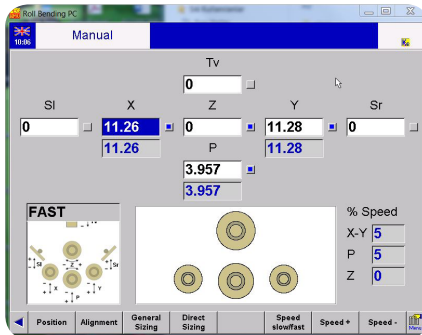 Roll Bending PC
10:06
Manual
Tv
0
Sl X Z Y Sr
0 11.26 0 11.28 0
11.26 P 11.28
3.957
3.957
FAST
Sl Z Sr
X Y
P
% Speed
X-Y 5
P 5
Z 0
Position Alignment General Sizing Direct Sizing Speed slow/fast Speed + Speed - Menu